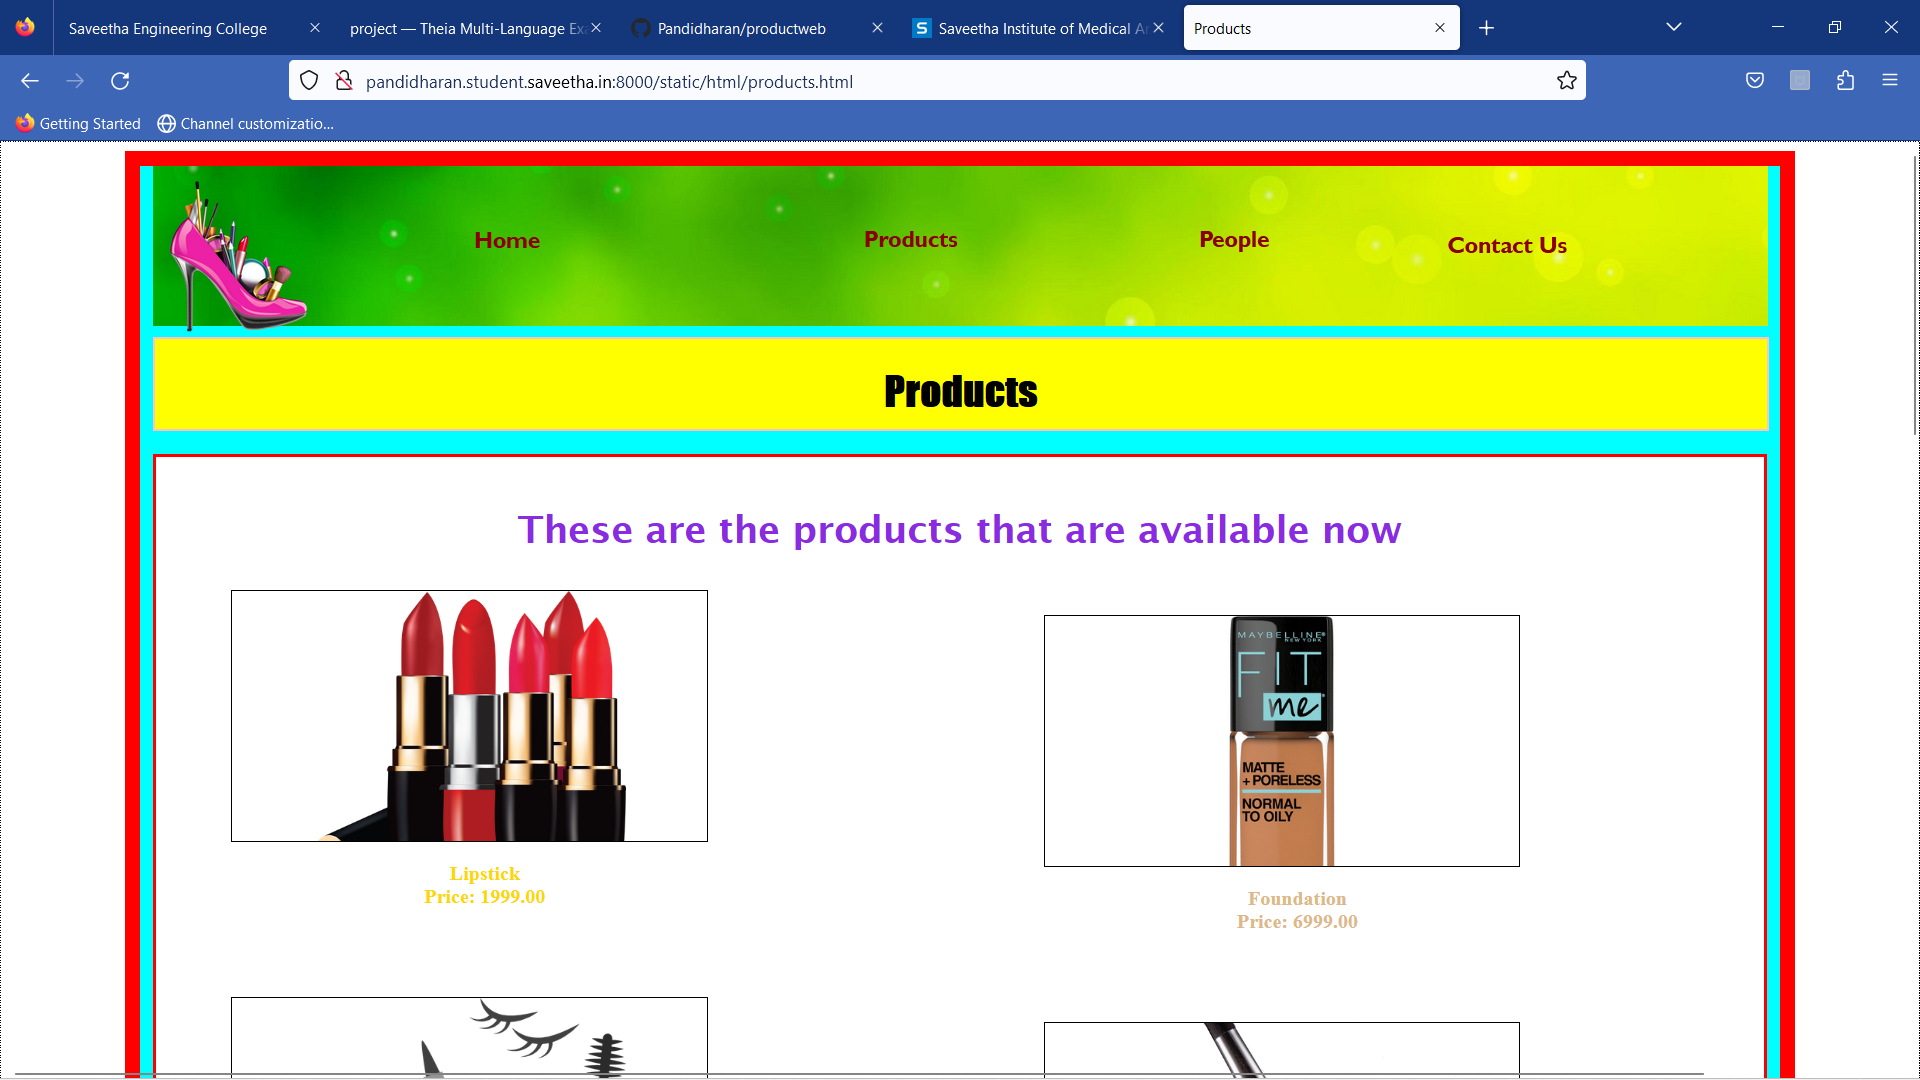 Saveetha Engineering College
project — Theia Multi-Language Ex
Pandidharan/productweb
Saveetha Institute of Medical Ar
Products
pandidharan.student.saveetha.in:8000/static/html/products.html
Getting Started
Channel customizatio...
Home
Products
People
Contact Us
Products
These are the products that are available now
MAYBELLINE
NEW YORK
FIT
me
MATTE
+ PORELESS
NORMAL
TO OILY
Lipstick
Price: 1999.00
Foundation
Price: 6999.00